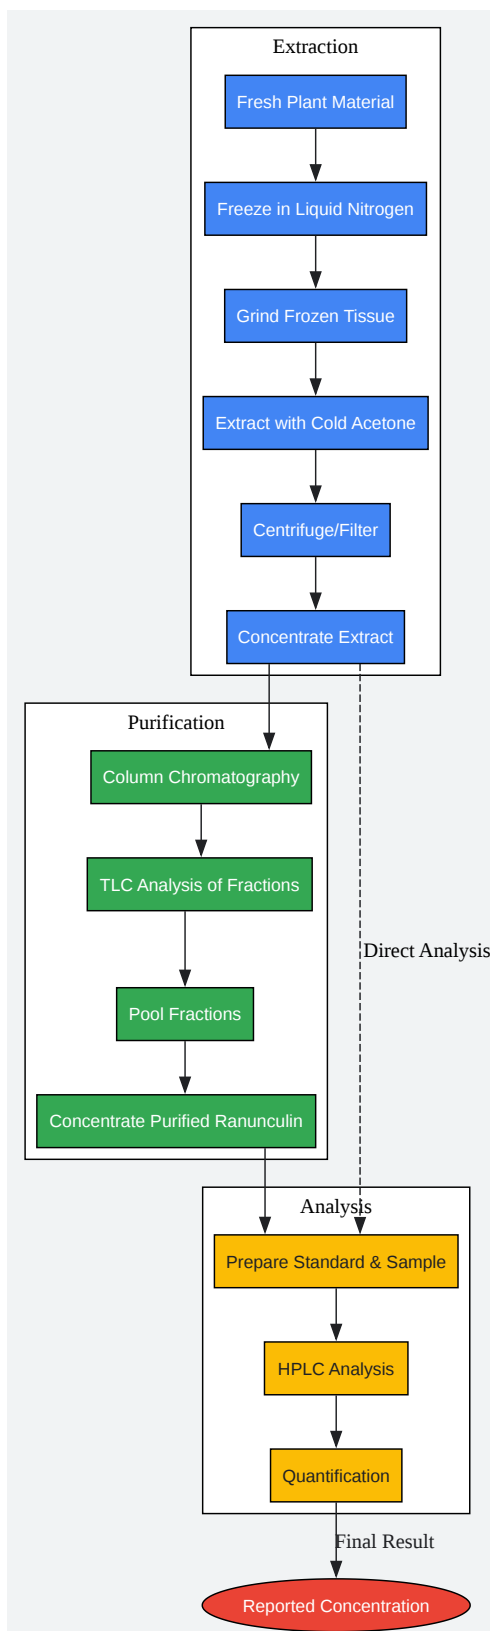 Extraction
Fresh Plant Material
Freeze in Liquid Nitrogen
Grind Frozen Tissue
Extract with Cold Acetone
Centrifuge/Filter
Concentrate Extract
Purification
Column Chromatography
TLC Analysis of Fractions
Direct Analysis
Pool Fractions
Concentrate Purified Ranunculin
Analysis
Prepare Standard & Sample
HPLC Analysis
Quantification
Final Result
Reported Concentration